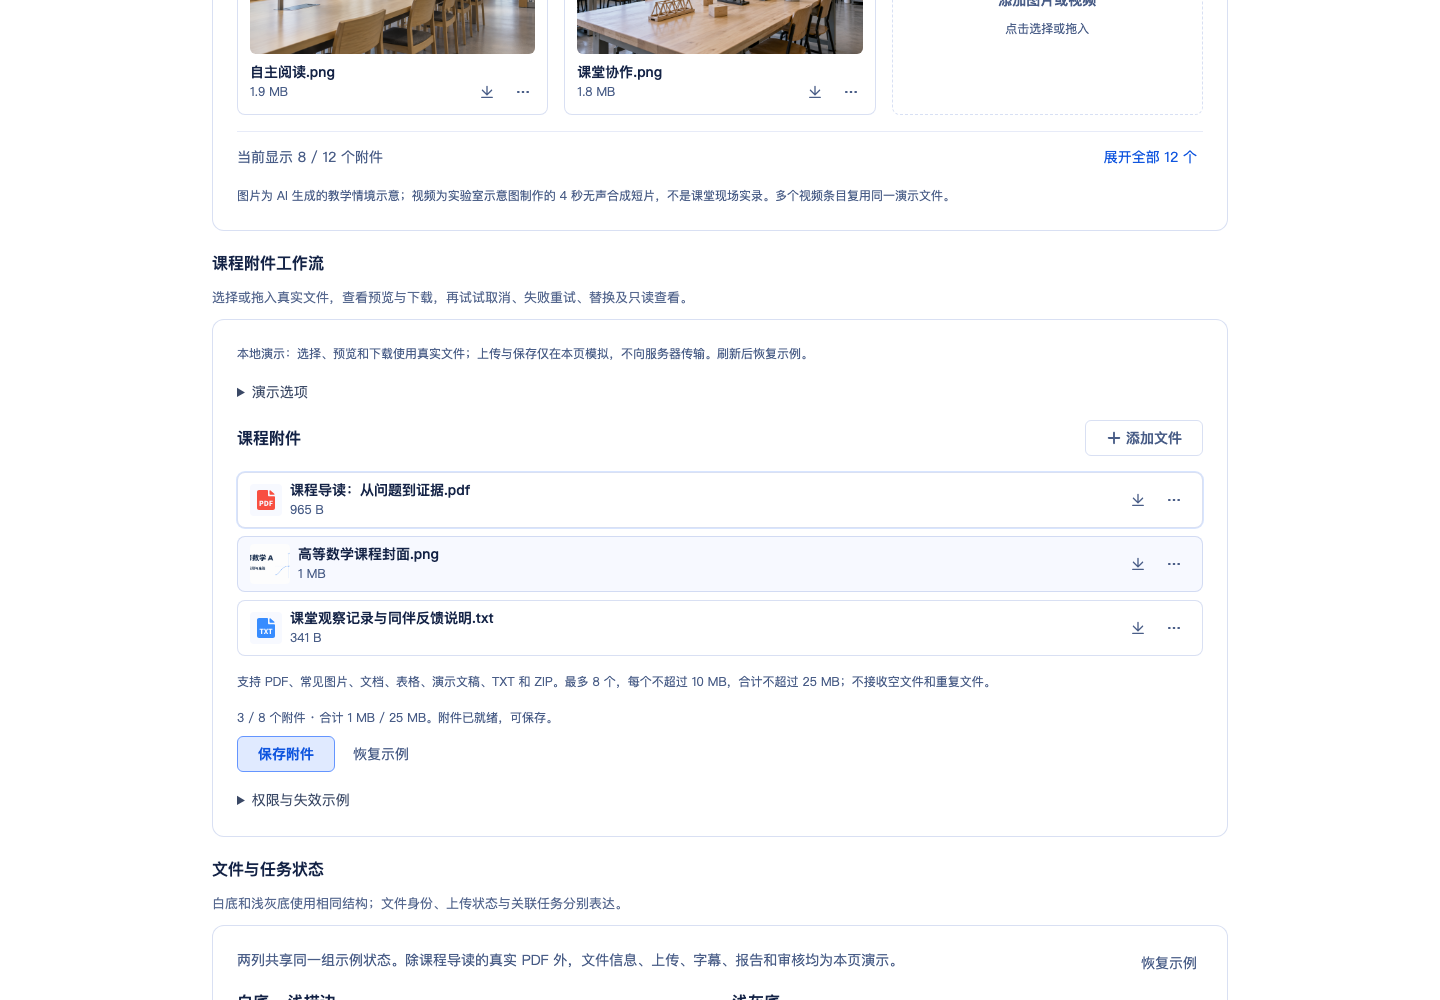 添加图片或视频
点击选择或拖入
自主阅读.png
1.9 MB
课堂协作.png
1.8 MB
当前显示 8 / 12 个附件
展开全部 12 个
图片为 AI 生成的教学情境示意；视频为实验室示意图制作的 4 秒无声合成短片，不是课堂现场实录。多个视频条目复用同一演示文件。
课程附件工作流
选择或拖入真实文件，查看预览与下载，再试试取消、失败重试、替换及只读查看。
本地演示：选择、预览和下载使用真实文件；上传与保存仅在本页模拟，不向服务器传输。刷新后恢复示例。
演示选项
课程附件
添加文件
PDF
课程导读：从问题到证据.pdf
965 B
数学 A
高等数学课程封面.png
1 MB
TXT
课堂观察记录与同伴反馈说明.txt
341 B
支持 PDF、常见图片、文档、表格、演示文稿、TXT 和 ZIP。最多 8 个，每个不超过 10 MB，合计不超过 25 MB；不接收空文件和重复文件。
3 / 8 个附件 · 合计 1 MB / 25 MB。附件已就绪，可保存。
保存附件
恢复示例
权限与失效示例
文件与任务状态
白底和浅灰底使用相同结构；文件身份、上传状态与关联任务分别表达。
两列共享同一组示例状态。除课程导读的真实 PDF 外，文件信息、上传、字幕、报告和审核均为本页演示。
恢复示例
白底 · 浅描边
浅灰底